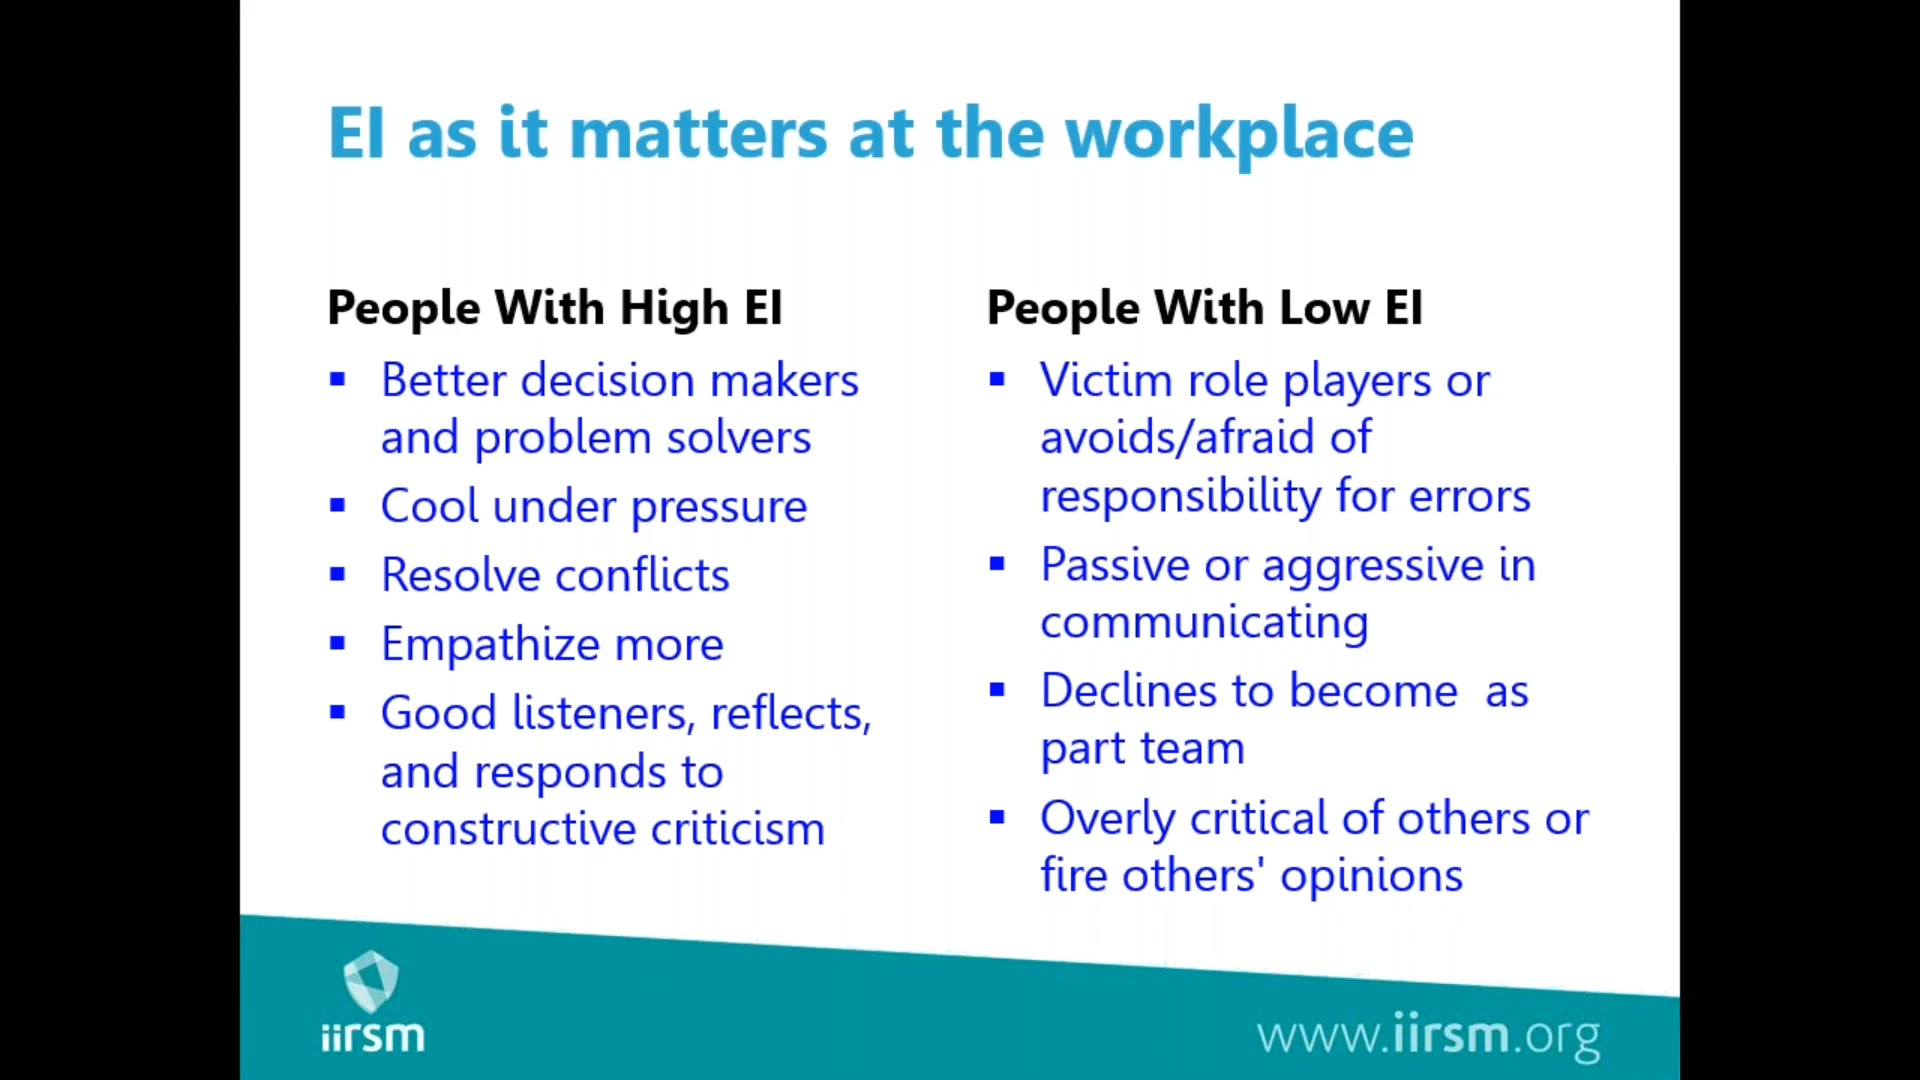 EI as it matters at the workplace
People With High EI
▪ Better decision makers
and problem solvers
▪ Cool under pressure
▪ Resolve conflicts
▪ Empathize more
▪ Good listeners, reflects,
and responds to
constructive criticism
People With Low EI
▪ Victim role players or
avoids/afraid of
responsibility for errors
▪ Passive or aggressive in
communicating
▪ Declines to become  as
part team
▪ Overly critical of others or
fire others' opinions
iirsm
www.iirsm.org